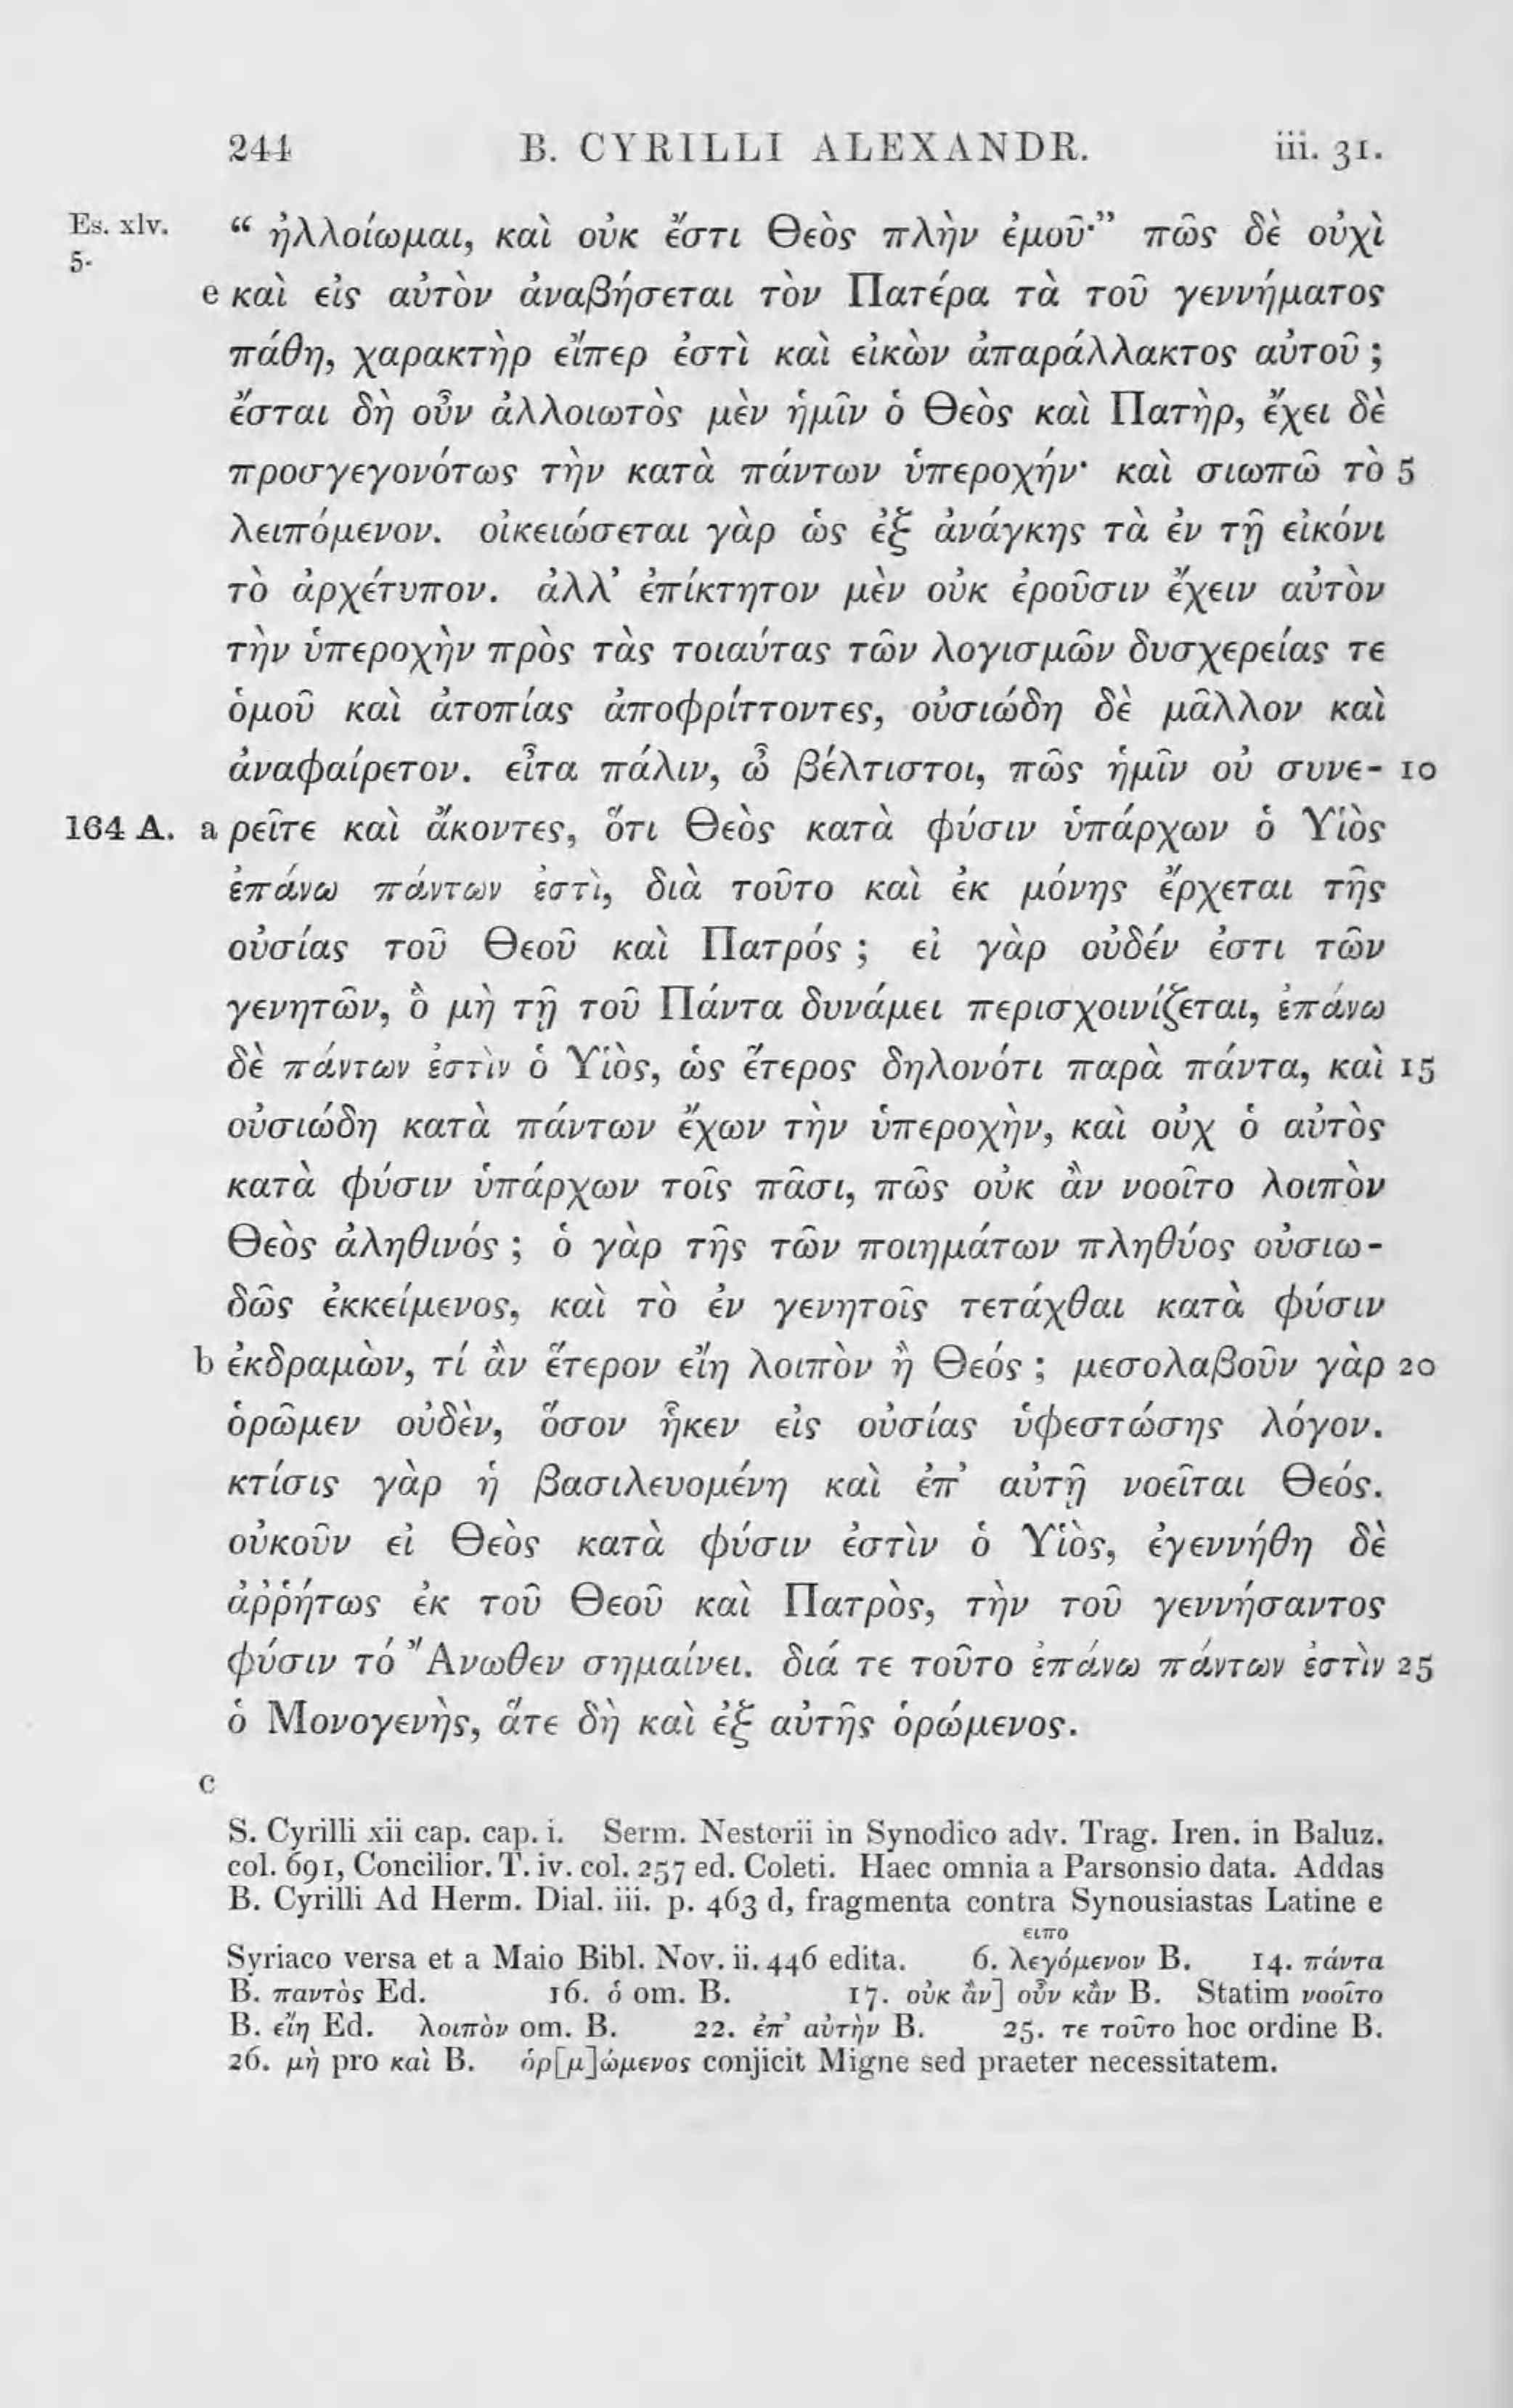 244 B. CYRILLI ALEXANDR. iii. 31.
Es. xlv. 5. “ ἠλλοίωμαι, καὶ οὐκ ἔστι Θεὸς πλὴν ἐμοῦ·” πῶς δὲ οὐχὶ
e καὶ εἰς αὐτὸν ἀναβήσεται τὸν Πατέρα τὰ τοῦ γεννήματος
πάθη, χαρακτὴρ εἴπερ ἐστὶ καὶ εἰκὼν ἀπαράλλακτος αὐτοῦ ;
ἔσται δὴ οὖν ἀλλοιωτὸς μὲν ἡμῖν ὁ Θεὸς καὶ Πατὴρ, ἔχει δὲ
προσγεγονότως τὴν κατὰ πάντων ὑπεροχήν· καὶ σιωπῶ τὸ 5
λειπόμενον. οἰκειώσεται γὰρ ὡς ἐξ ἀνάγκης τὰ ἐν τῇ εἰκόνι
τὸ ἀρχέτυπον. ἀλλ’ ἐπίκτητον μὲν οὐκ ἐροῦσιν ἔχειν αὐτὸν
τὴν ὑπεροχὴν πρὸς τὰς τοιαύτας τῶν λογισμῶν δυσχερείας τε
ὁμοῦ καὶ ἀτοπίας ἀποφρίττοντες, οὐσιώδη δὲ μᾶλλον καὶ
ἀναφαίρετον. εἶτα πάλιν, ὦ βέλτιστοι, πῶς ἡμῖν οὐ συνε- 10
164 A. a ρεῖτε καὶ ἄκοντες, ὅτι Θεὸς κατὰ φύσιν ὑπάρχων ὁ Υἱὸς
ἐπάνω πάντων ἐστὶ, διὰ τοῦτο καὶ ἐκ μόνης ἔρχεται τῆς
οὐσίας τοῦ Θεοῦ καὶ Πατρός ; εἰ γὰρ οὐδέν ἐστι τῶν
γενητῶν, ὃ μὴ τῇ τοῦ Πάντα δυνάμει περισχοινίζεται, ἐπάνω
δὲ πάντων ἐστὶν ὁ Υἱὸς, ὡς ἕτερος δηλονότι παρὰ πάντα, καὶ 15
οὐσιώδη κατὰ πάντων ἔχων τὴν ὑπεροχὴν, καὶ οὐχ ὁ αὐτὸς
κατὰ φύσιν ὑπάρχων τοῖς πᾶσι, πῶς οὐκ ἂν νοοῖτο λοιπὸν
Θεὸς ἀληθινός ; ὁ γὰρ τῆς τῶν ποιημάτων πληθύος οὐσιω-
δῶς ἐκκείμενος, καὶ τὸ ἐν γενητοῖς τετάχθαι κατὰ φύσιν
b ἐκδραμὼν, τί ἂν ἕτερον εἴη λοιπὸν ἢ Θεός ; μεσολαβοῦν γὰρ 20
ὁρῶμεν οὐδὲν, ὅσον ἧκεν εἰς οὐσίας ὑφεστώσης λόγον.
κτίσις γὰρ ἡ βασιλευομένη καὶ ἐπ’ αὐτῇ νοεῖται Θεός.
οὐκοῦν εἰ Θεὸς κατὰ φύσιν ἐστὶν ὁ Υἱὸς, ἐγεννήθη δὲ
ἀῤῥήτως ἐκ τοῦ Θεοῦ καὶ Πατρὸς, τὴν τοῦ γεννήσαντος
φύσιν τό Ἄνωθεν σημαίνει. διά τε τοῦτο ἐπάνω πάντων ἐστὶν 25
ὁ Μονογενὴς, ἅτε δὴ καὶ ἐξ αὐτῆς ὁρώμενος.
c
S. Cyrilli xii cap. cap. i. Serm. Nestorii in Synodico adv. Trag. Iren. in Baluz.
col. 691, Concilior. T. iv. col. 257 ed. Coleti. Haec omnia a Parsonsio data. Addas
B. Cyrilli Ad Herm. Dial. iii. p. 463 d, fragmenta contra Synousiastas Latine e
ειπο
Syriaco versa et a Maio Bibl. Nov. ii. 446 edita. 6. λεγόμενον B. 14. πάντα
B. παντὸς Ed. 16. ὁ om. B. 17. οὐκ ἂν] οὖν κἂν B. Statim νοοῖτο
B. εἴη Ed. λοιπὸν om. B. 22. ἐπ’ αὐτὴν B. 25. τε τοῦτο hoc ordine B.
26. μὴ pro καὶ B. ὁρ[μ]ώμενος conjicit Migne sed praeter necessitatem.